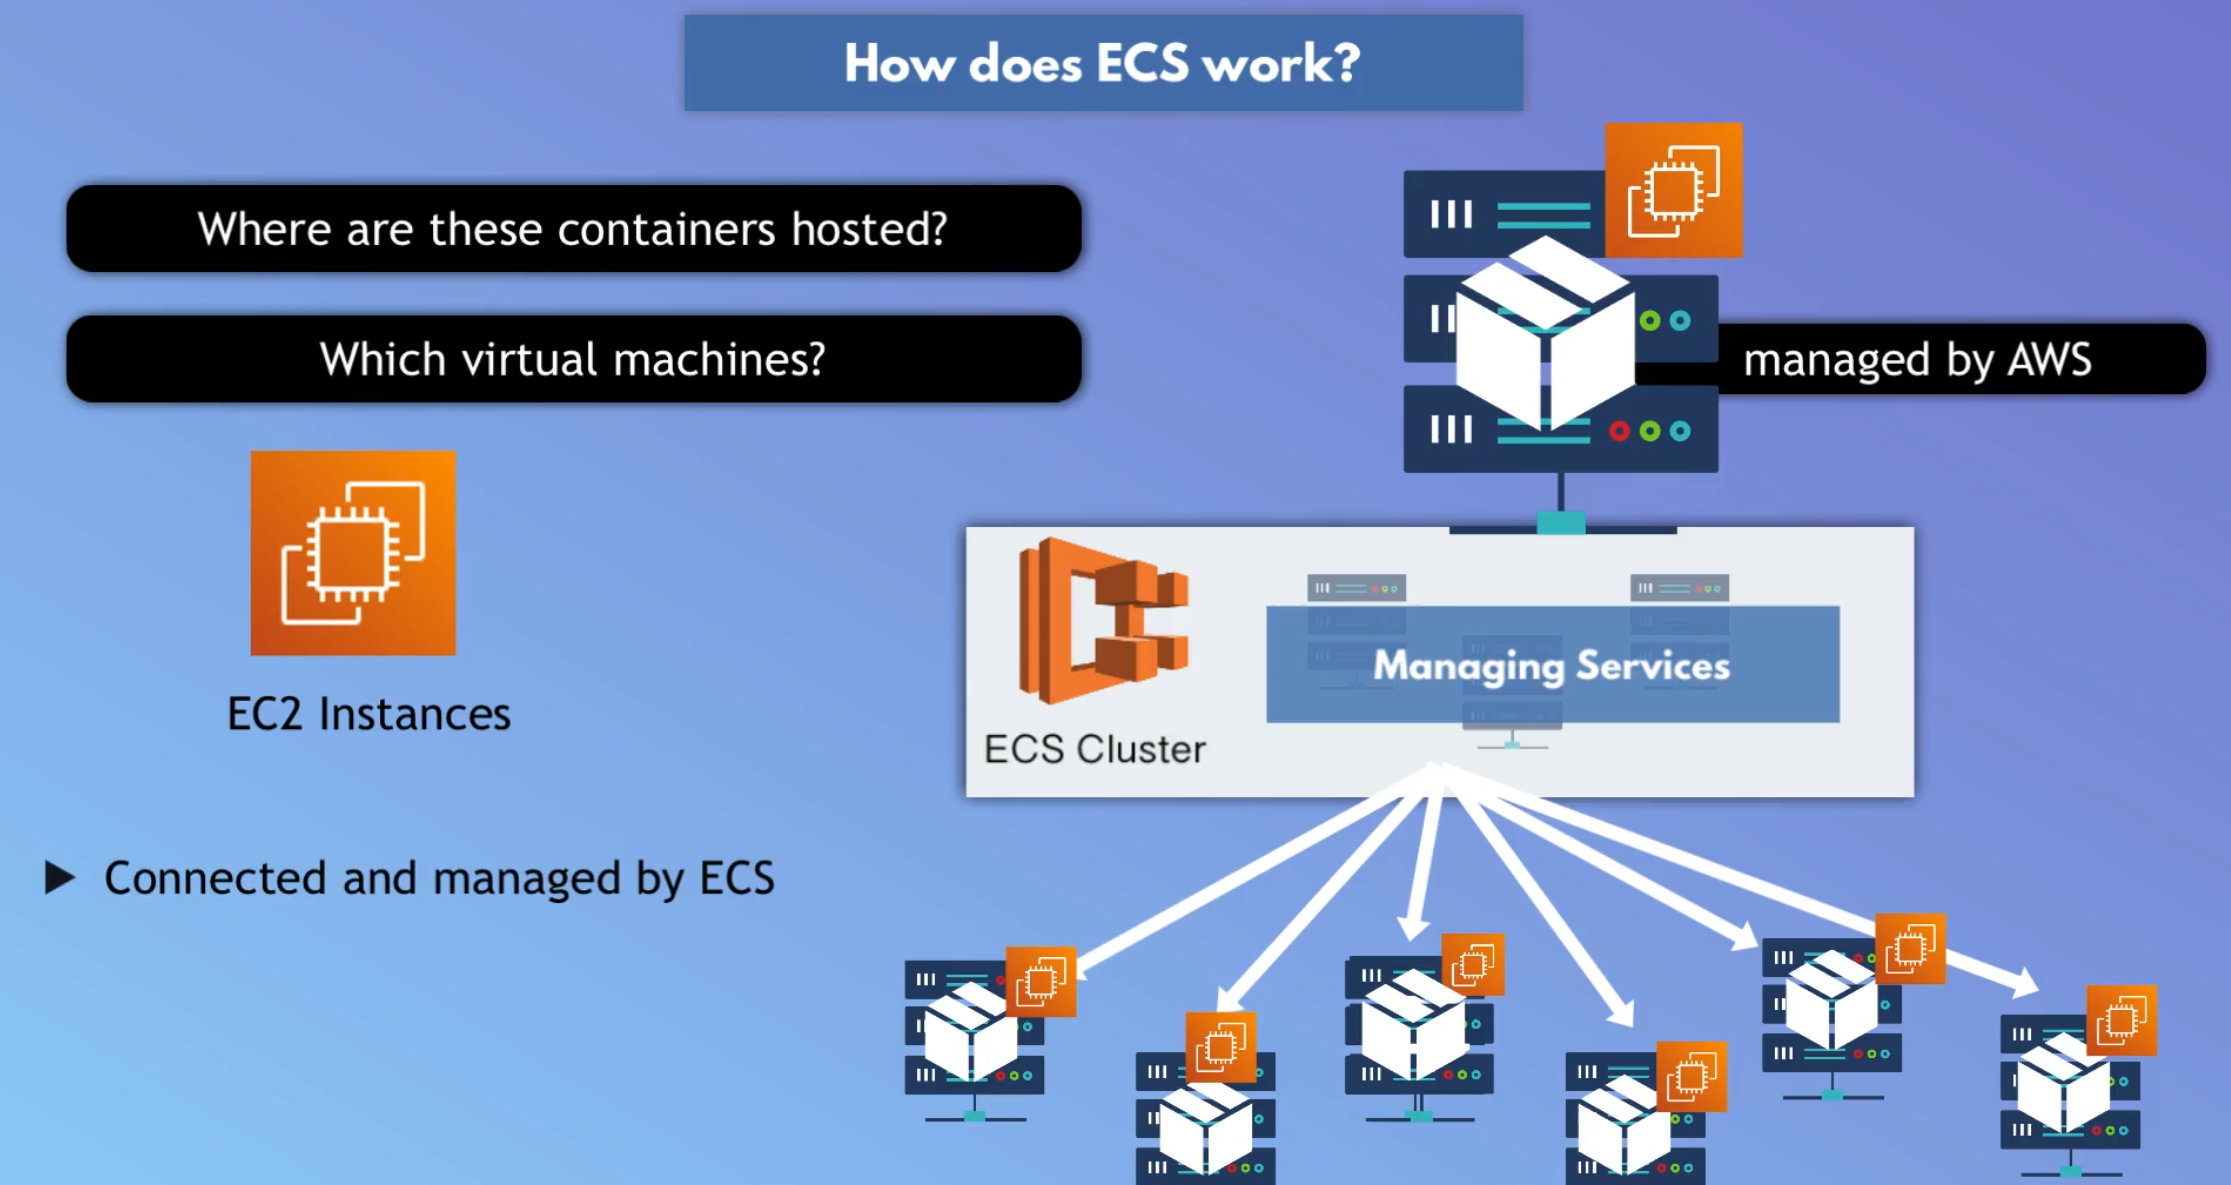 How does ECS work?
Where are these containers hosted?
Which virtual machines?
managed by AWS
EC2 Instances
Managing Services
ECS Cluster
Connected and managed by ECS